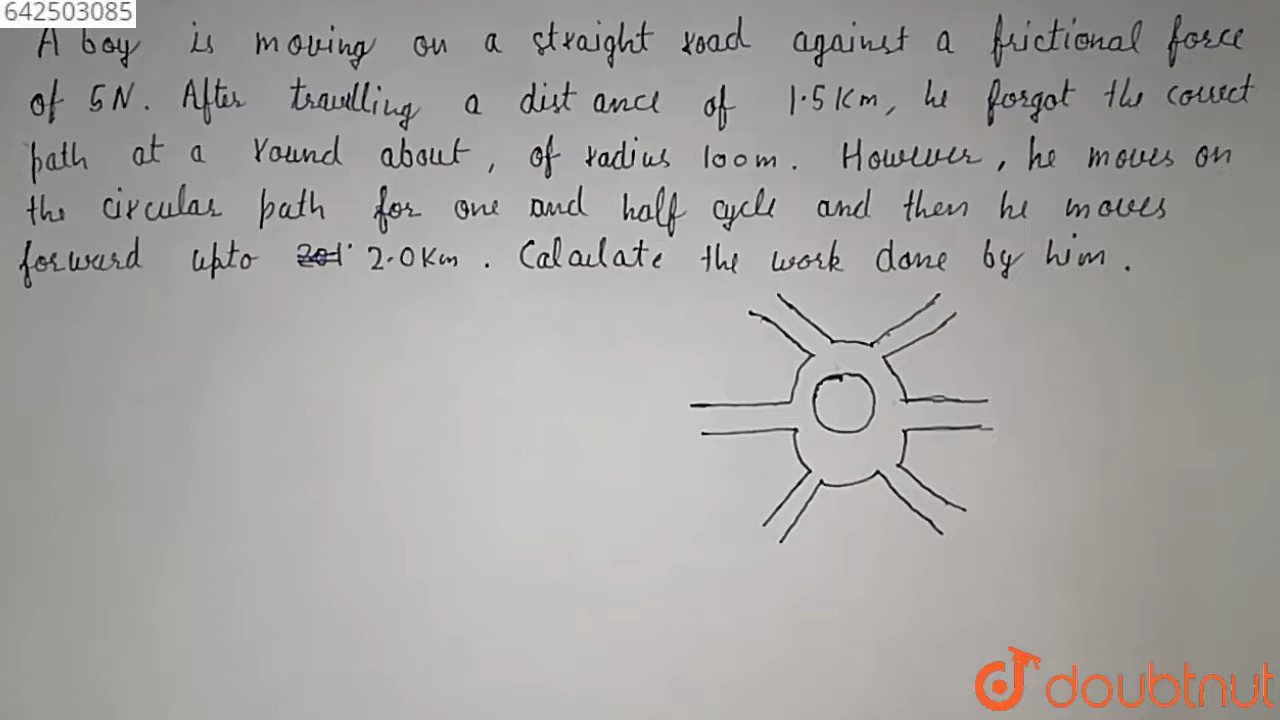 642503085
A boy is moving on a straight road against a frictional force
of 5N. After travelling a distance of 1.5 Km, he forgot the correct
path at a round about, of radius 100m. However, he moves on
the circular path for one and half cycle and then he moves
forward upto 2.0 Km. Calculate the work done by him.
doubtnut